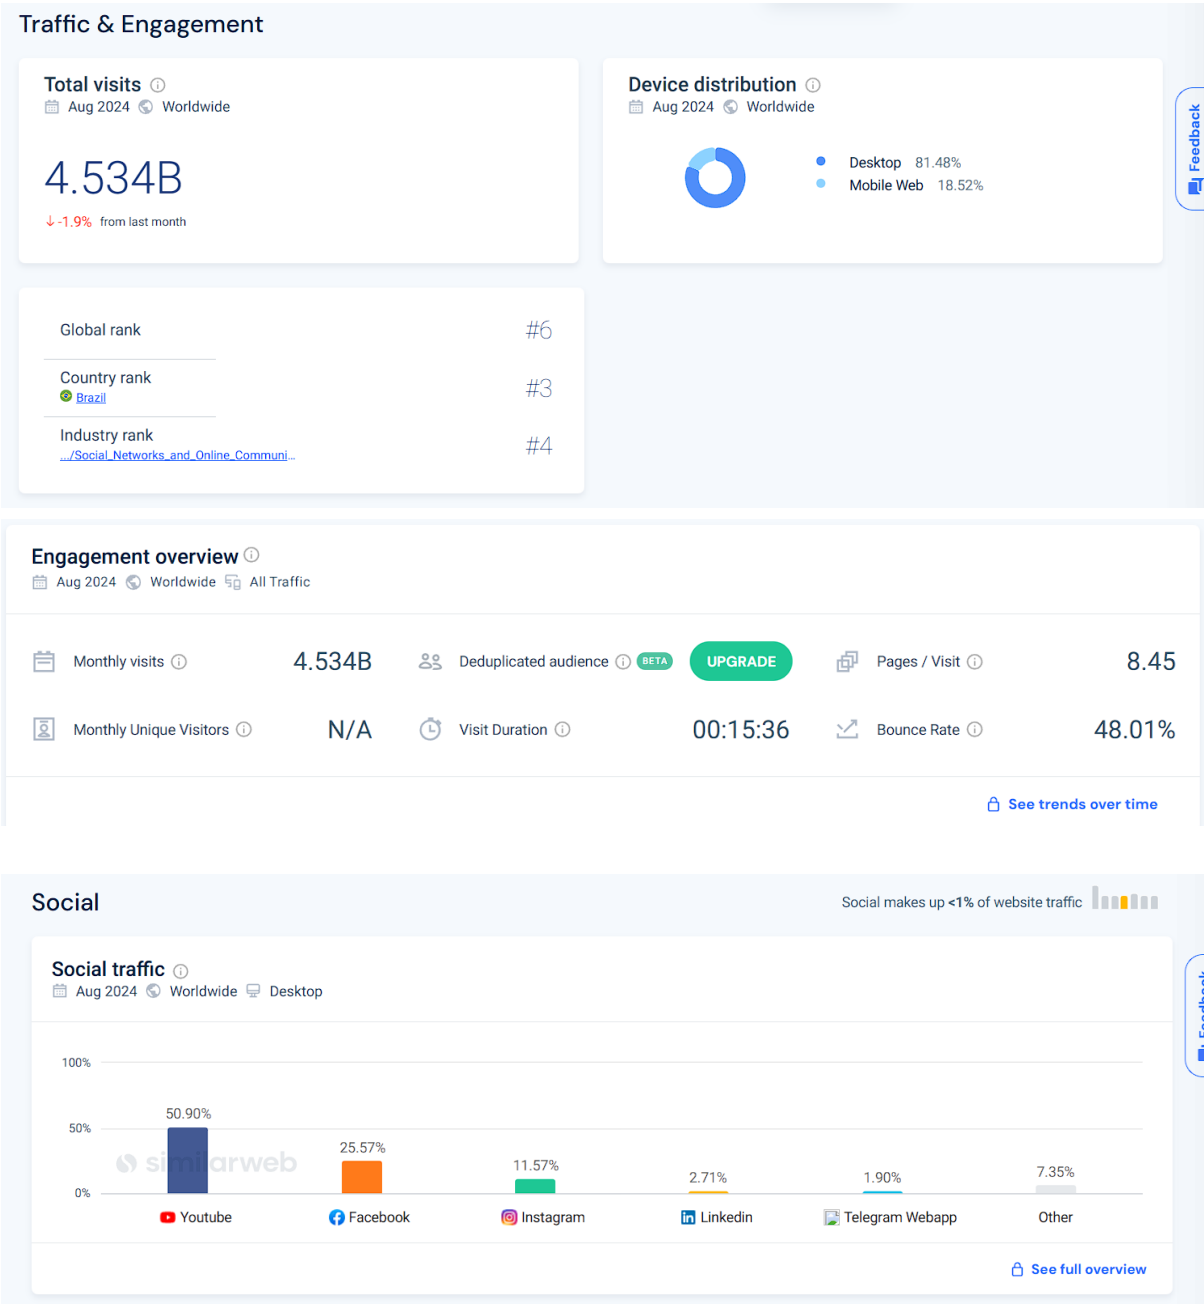 Traffic & Engagement
Total visits
Aug 2024 Worldwide
4.534B
-1.9% from last month
Device distribution
Aug 2024 Worldwide
Desktop 81.48%
Mobile Web 18.52%
Feedback
Global rank #6
Country rank #3
Brazil
Industry rank #4
.../Social_Networks_and_Online_Communi...
Engagement overview
Aug 2024 Worldwide All Traffic
Monthly visits 4.534B
Deduplicated audience BETA UPGRADE
Pages / Visit 8.45
Monthly Unique Visitors N/A
Visit Duration 00:15:36
Bounce Rate 48.01%
See trends over time
Social
Social makes up <1% of website traffic
Social traffic
Aug 2024 Worldwide Desktop
Feedback
100%
50%
0%
50.90%
25.57%
11.57%
2.71%
1.90%
7.35%
similarweb
Youtube
Facebook
Instagram
Linkedin
Telegram Webapp
Other
See full overview